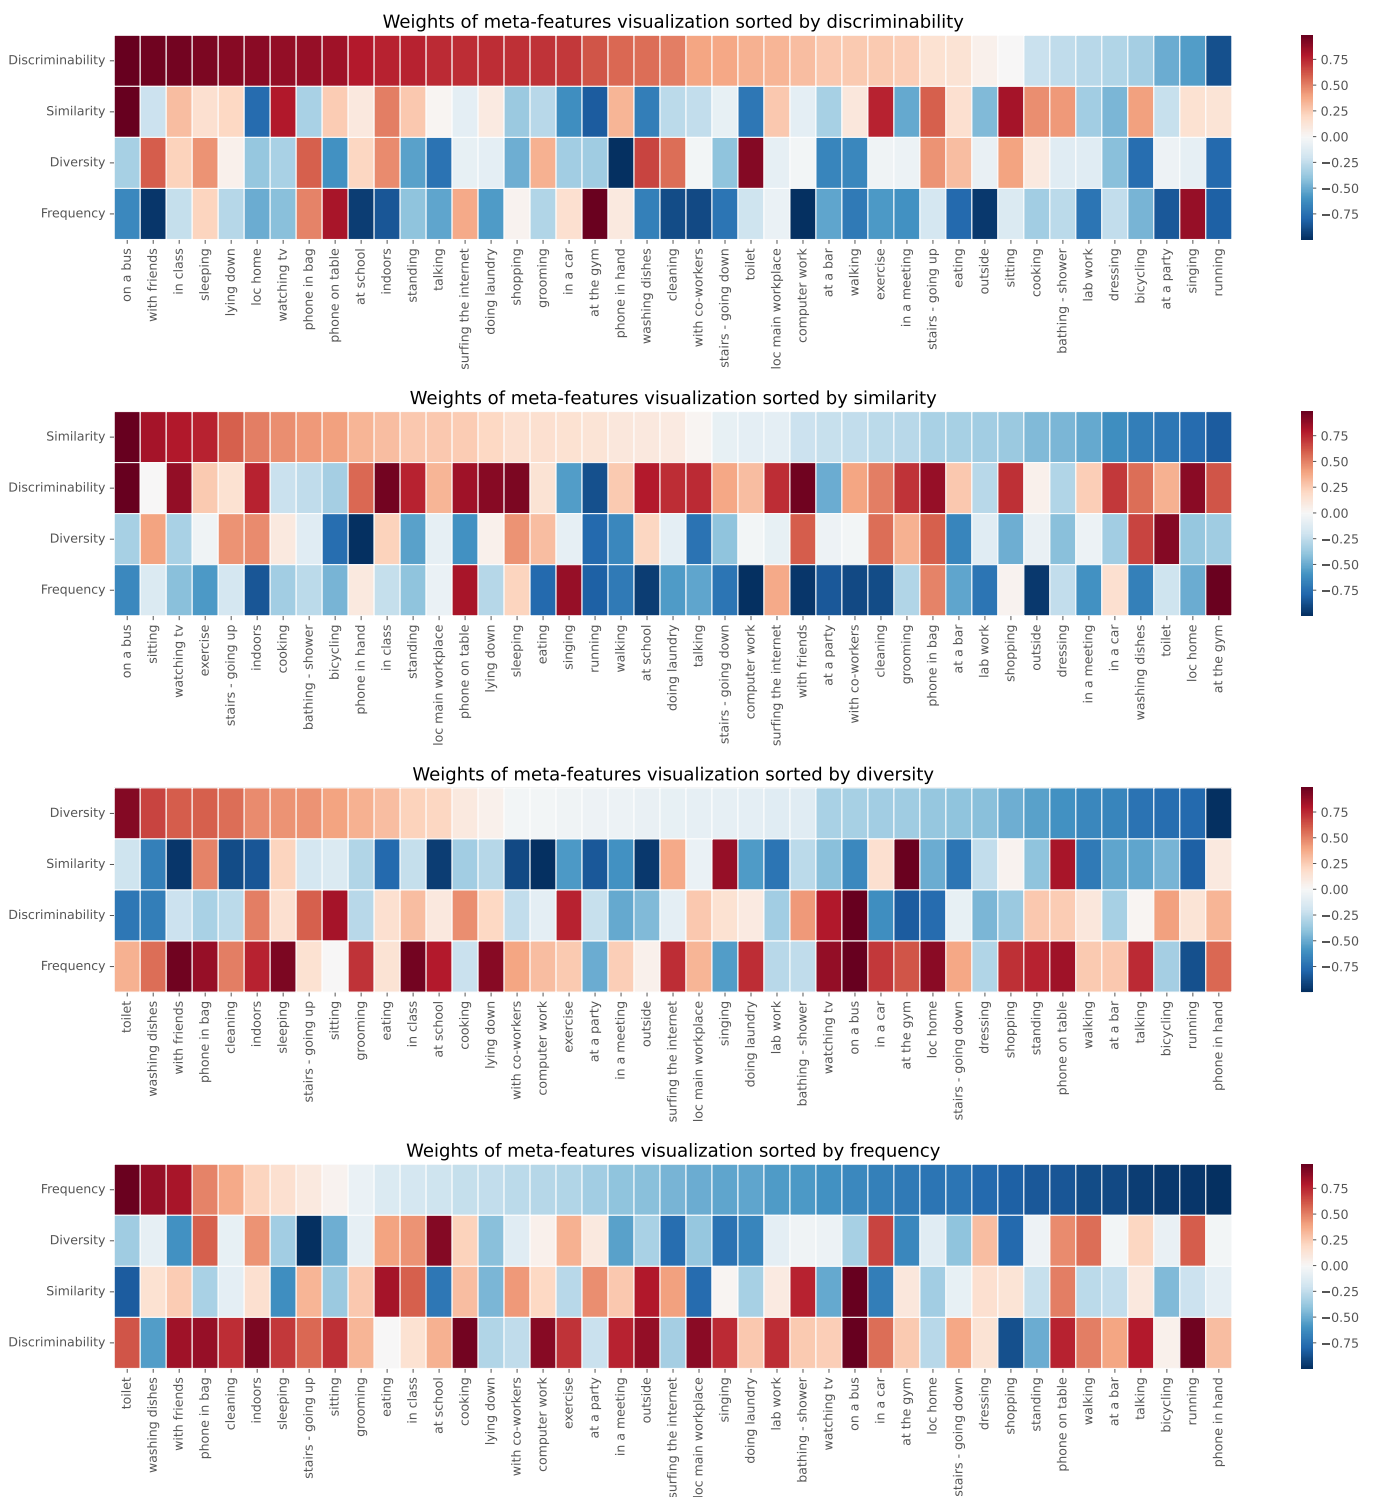 Weights of meta-features visualization sorted by discriminability
Discriminability
Similarity
Diversity
Frequency
0.75
0.50
0.25
0.00
−0.25
−0.50
−0.75
on a bus
with friends
in class
sleeping
lying down
loc home
watching tv
phone in bag
phone on table
at school
indoors
standing
talking
surfing the internet
doing laundry
shopping
grooming
in a car
at the gym
phone in hand
washing dishes
cleaning
with co-workers
stairs - going down
toilet
loc main workplace
computer work
at a bar
walking
exercise
in a meeting
stairs - going up
eating
outside
sitting
cooking
bathing - shower
lab work
dressing
bicycling
at a party
singing
running
Weights of meta-features visualization sorted by similarity
Similarity
Discriminability
Diversity
Frequency
0.75
0.50
0.25
0.00
−0.25
−0.50
−0.75
on a bus
sitting
watching tv
exercise
stairs - going up
indoors
cooking
bathing - shower
bicycling
phone in hand
in class
standing
loc main workplace
phone on table
lying down
sleeping
eating
singing
running
walking
at school
doing laundry
talking
stairs - going down
computer work
surfing the internet
with friends
at a party
with co-workers
cleaning
grooming
phone in bag
at a bar
lab work
shopping
outside
dressing
in a meeting
in a car
washing dishes
toilet
loc home
at the gym
Weights of meta-features visualization sorted by diversity
Diversity
Similarity
Discriminability
Frequency
0.75
0.50
0.25
0.00
−0.25
−0.50
−0.75
toilet
washing dishes
with friends
phone in bag
cleaning
indoors
sleeping
stairs - going up
sitting
grooming
eating
in class
at school
cooking
lying down
with co-workers
computer work
exercise
at a party
in a meeting
outside
surfing the internet
loc main workplace
singing
doing laundry
lab work
bathing - shower
watching tv
on a bus
in a car
at the gym
loc home
stairs - going down
dressing
shopping
standing
phone on table
walking
at a bar
talking
bicycling
running
phone in hand
Weights of meta-features visualization sorted by frequency
Frequency
Diversity
Similarity
Discriminability
0.75
0.50
0.25
0.00
−0.25
−0.50
−0.75
toilet
washing dishes
with friends
phone in bag
cleaning
indoors
sleeping
stairs - going up
sitting
grooming
eating
in class
at school
cooking
lying down
with co-workers
computer work
exercise
at a party
in a meeting
outside
surfing the internet
loc main workplace
singing
doing laundry
lab work
bathing - shower
watching tv
on a bus
in a car
at the gym
loc home
stairs - going down
dressing
shopping
standing
phone on table
walking
at a bar
talking
bicycling
running
phone in hand